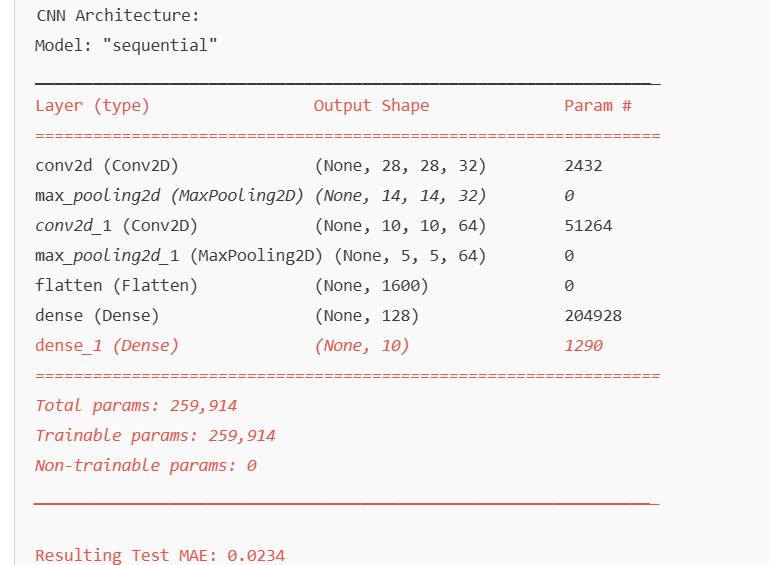 CNN Architecture:
Model: "sequential"
_________________________________________________________________
Layer (type)                 Output Shape              Param #
=================================================================
conv2d (Conv2D)              (None, 28, 28, 32)        2432
max_pooling2d (MaxPooling2D) (None, 14, 14, 32)        0
conv2d_1 (Conv2D)            (None, 10, 10, 64)        51264
max_pooling2d_1 (MaxPooling2D) (None, 5, 5, 64)        0
flatten (Flatten)            (None, 1600)              0
dense (Dense)                (None, 128)               204928
dense_1 (Dense)              (None, 10)                1290
=================================================================
Total params: 259,914
Trainable params: 259,914
Non-trainable params: 0
_________________________________________________________________
Resulting Test MAE: 0.0234